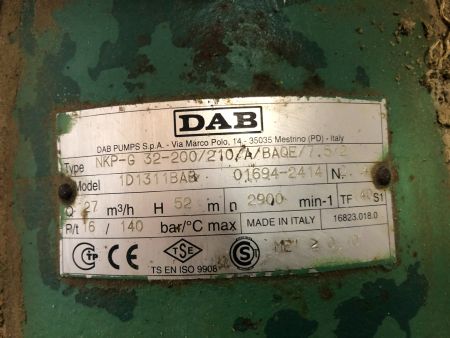 DAB
DAB PUMPS S.p.A. - Via Marco Polo, 14 - 35035 Mestrino (PD) - Italy
Type NKP-G 32-200/210/A/BAQE/7.5/2
Model 1D1311BAB 01694-2414 N.
Q 27 m³/h H 52 m n 2900 min-1 TF 40 S1
P/t 16 / 140 bar/°C max MADE IN ITALY 16823.018.0
CE TSE
TS EN ISO 9908